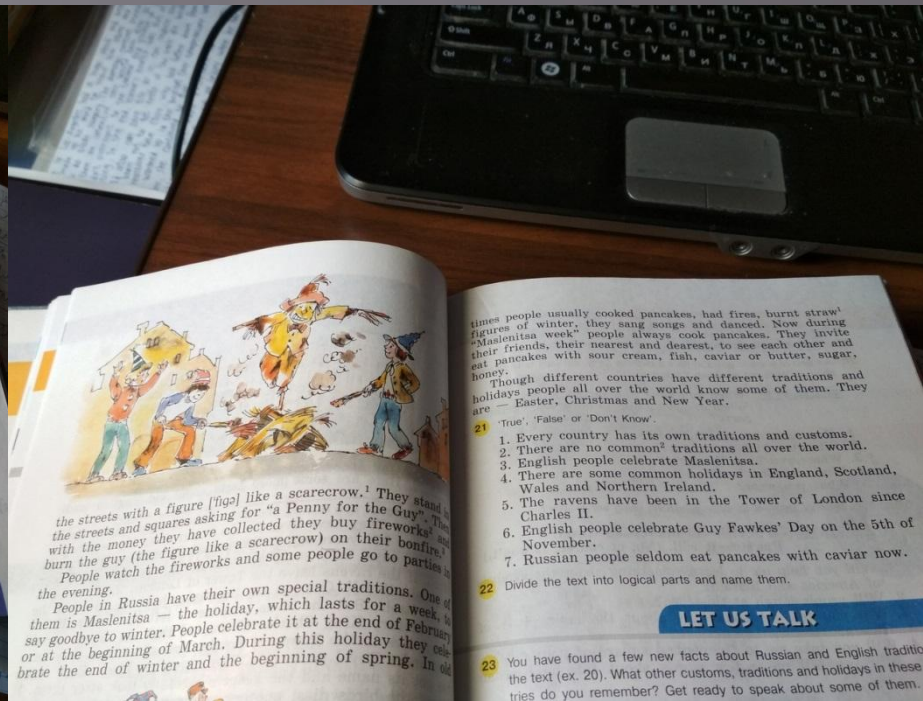 the streets with a figure ['figə] like a scarecrow.¹ They stand in
the streets and squares asking for “a Penny for the Guy”. Then
with the money they have collected they buy fireworks² and
burn the guy (the figure like a scarecrow) on their bonfire.³
People watch the fireworks and some people go to parties in
the evening.
People in Russia have their own special traditions. One of
them is Maslenitsa — the holiday, which lasts for a week, to
say goodbye to winter. People celebrate it at the end of February
or at the beginning of March. During this holiday they cele-
brate the end of winter and the beginning of spring. In old
times people usually cooked pancakes, had fires, burnt straw¹
figures of winter, they sang songs and danced. Now during
“Maslenitsa week” people always cook pancakes. They invite
their friends, their nearest and dearest, to see each other and
eat pancakes with sour cream, fish, caviar or butter, sugar,
honey.
Though different countries have different traditions and
holidays people all over the world know some of them. They
are — Easter, Christmas and New Year.
21 'True', 'False' or 'Don't Know'.
1. Every country has its own traditions and customs.
2. There are no common² traditions all over the world.
3. English people celebrate Maslenitsa.
4. There are some common holidays in England, Scotland,
Wales and Northern Ireland.
5. The ravens have been in the Tower of London since
Charles II.
6. English people celebrate Guy Fawkes' Day on the 5th of
November.
7. Russian people seldom eat pancakes with caviar now.
22 Divide the text into logical parts and name them.
LET US TALK
23 You have found a few new facts about Russian and English traditio
the text (ex. 20). What other customs, traditions and holidays in these
tries do you remember? Get ready to speak about some of them.